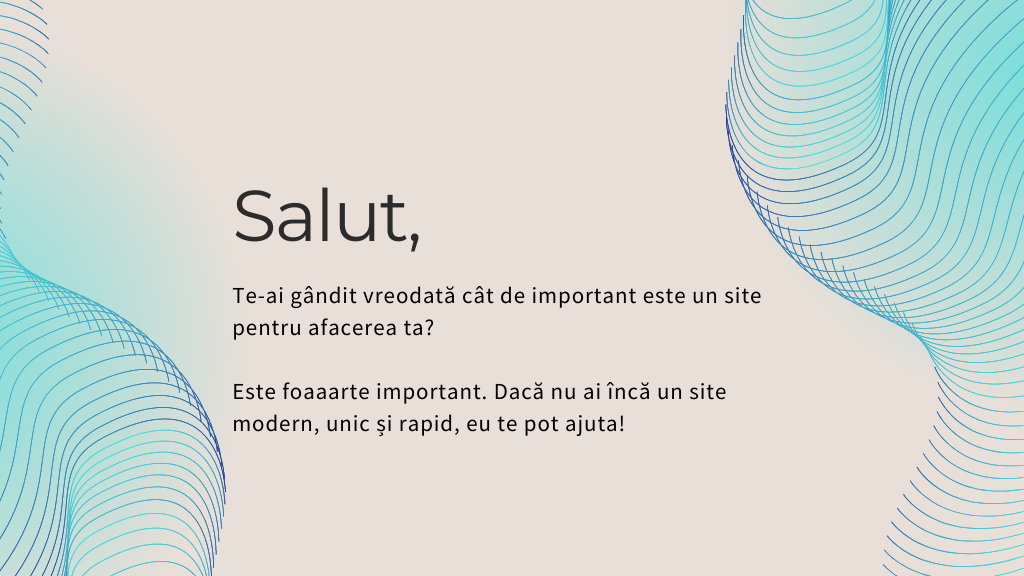 Salut,
Te-ai gândit vreodată cât de important este un site
pentru afacerea ta?
Este foaaarte important. Dacă nu ai încă un site
modern, unic și rapid, eu te pot ajuta!